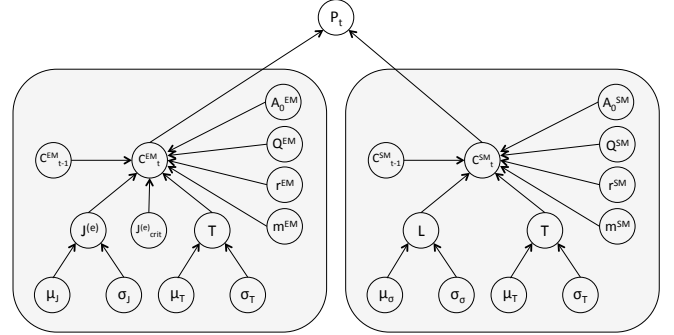 P_t
A_0^EM
A_0^SM
Q^EM
Q^SM
C^EM_t-1
C^EM_t
C^SM_t-1
C^SM_t
r^EM
r^SM
J^(e)
J^(e)_crit
T
m^EM
L
T
m^SM
μ_J
σ_J
μ_T
σ_T
μ_σ
σ_σ
μ_T
σ_T